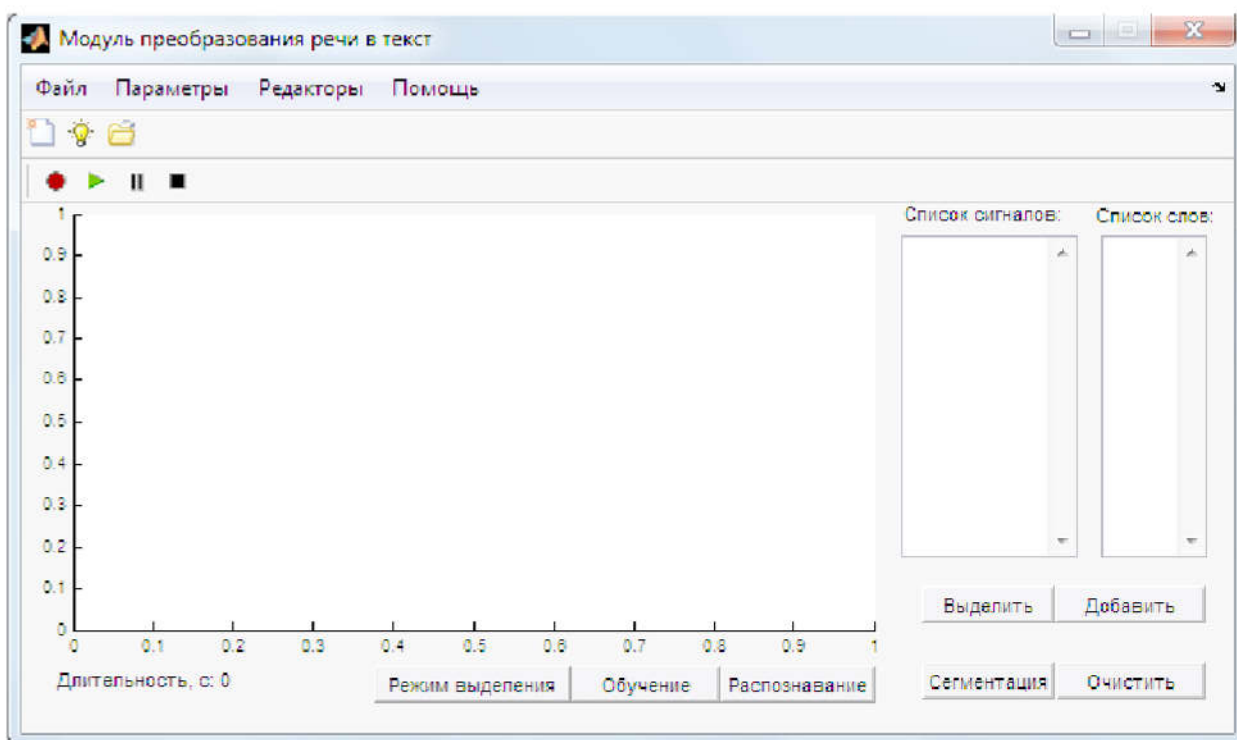 Модуль преобразования речи в текст
Файл Параметры Редакторы Помощь
Список сигналов: Список слов:
1
0.9
0.8
0.7
0.6
0.5
0.4
0.3
0.2
0.1
0
0 0.1 0.2 0.3 0.4 0.5 0.6 0.7 0.8 0.9 1
Выделить Добавить
Длительность, с: 0
Режим выделения Обучение Распознавание
Сегментация Очистить